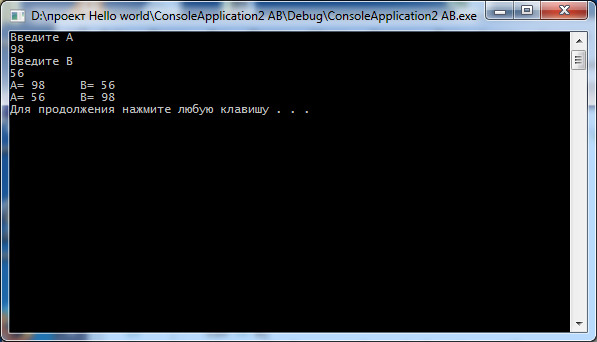 D:\проект Hello world\ConsoleApplication2 AB\Debug\ConsoleApplication2 AB.exe
Введите A
98
Введите B
56
A= 98     B= 56
A= 56     B= 98
Для продолжения нажмите любую клавишу . . .